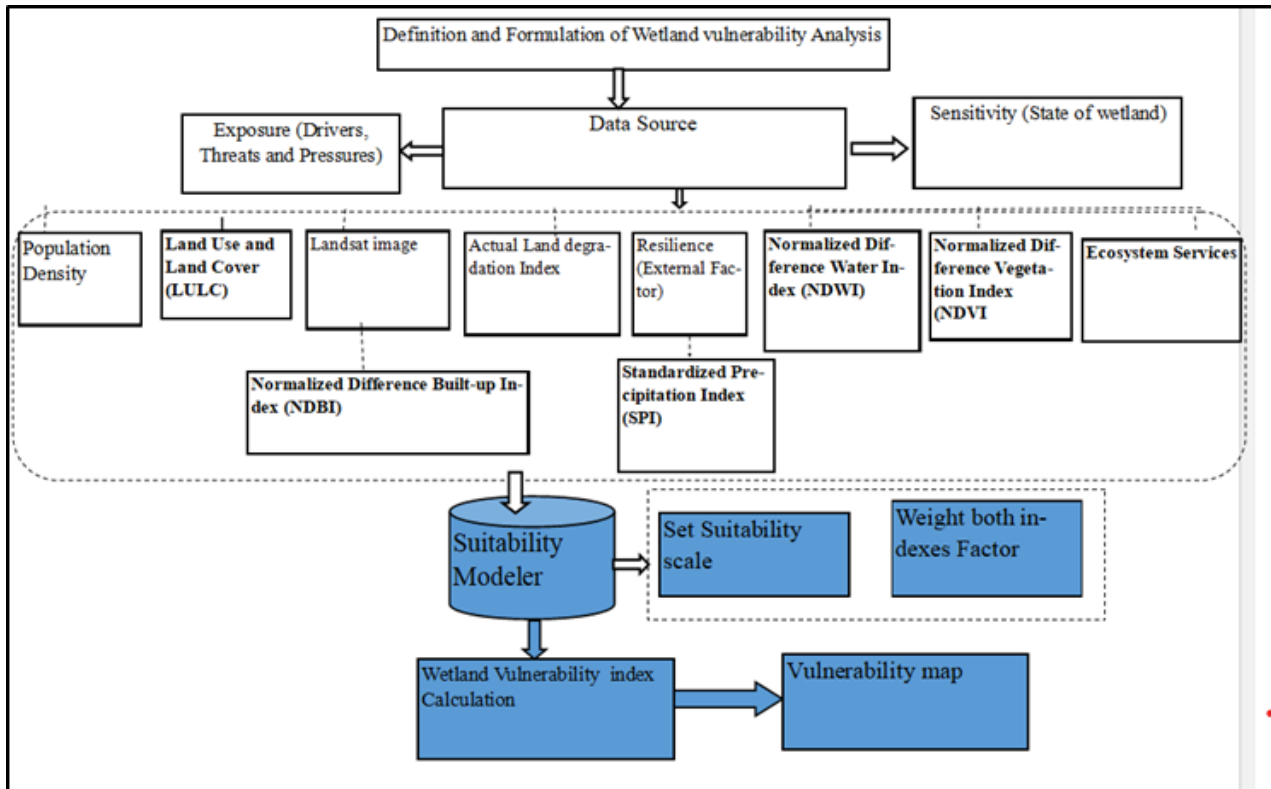 Definition and Formulation of Wetland vulnerability Analysis
Exposure (Drivers,
Threats and Pressures)
Data Source
Sensitivity (State of wetland)
Population
Density
Land Use and
Land Cover
(LULC)
Landsat image
Actual Land degra-
dation Index
Resilience
(External Fac-
tor)
Normalized Dif-
ference Water In-
dex (NDWI)
Normalized Dif-
ference Vegeta-
tion Index
(NDVI
Ecosystem Services
Normalized Difference Built-up In-
dex (NDBI)
Standardized Pre-
cipitation Index
(SPI)
Suitability
Modeler
Set Suitability
scale
Weight both in-
dexes Factor
Wetland Vulnerability index
Calculation
Vulnerability map